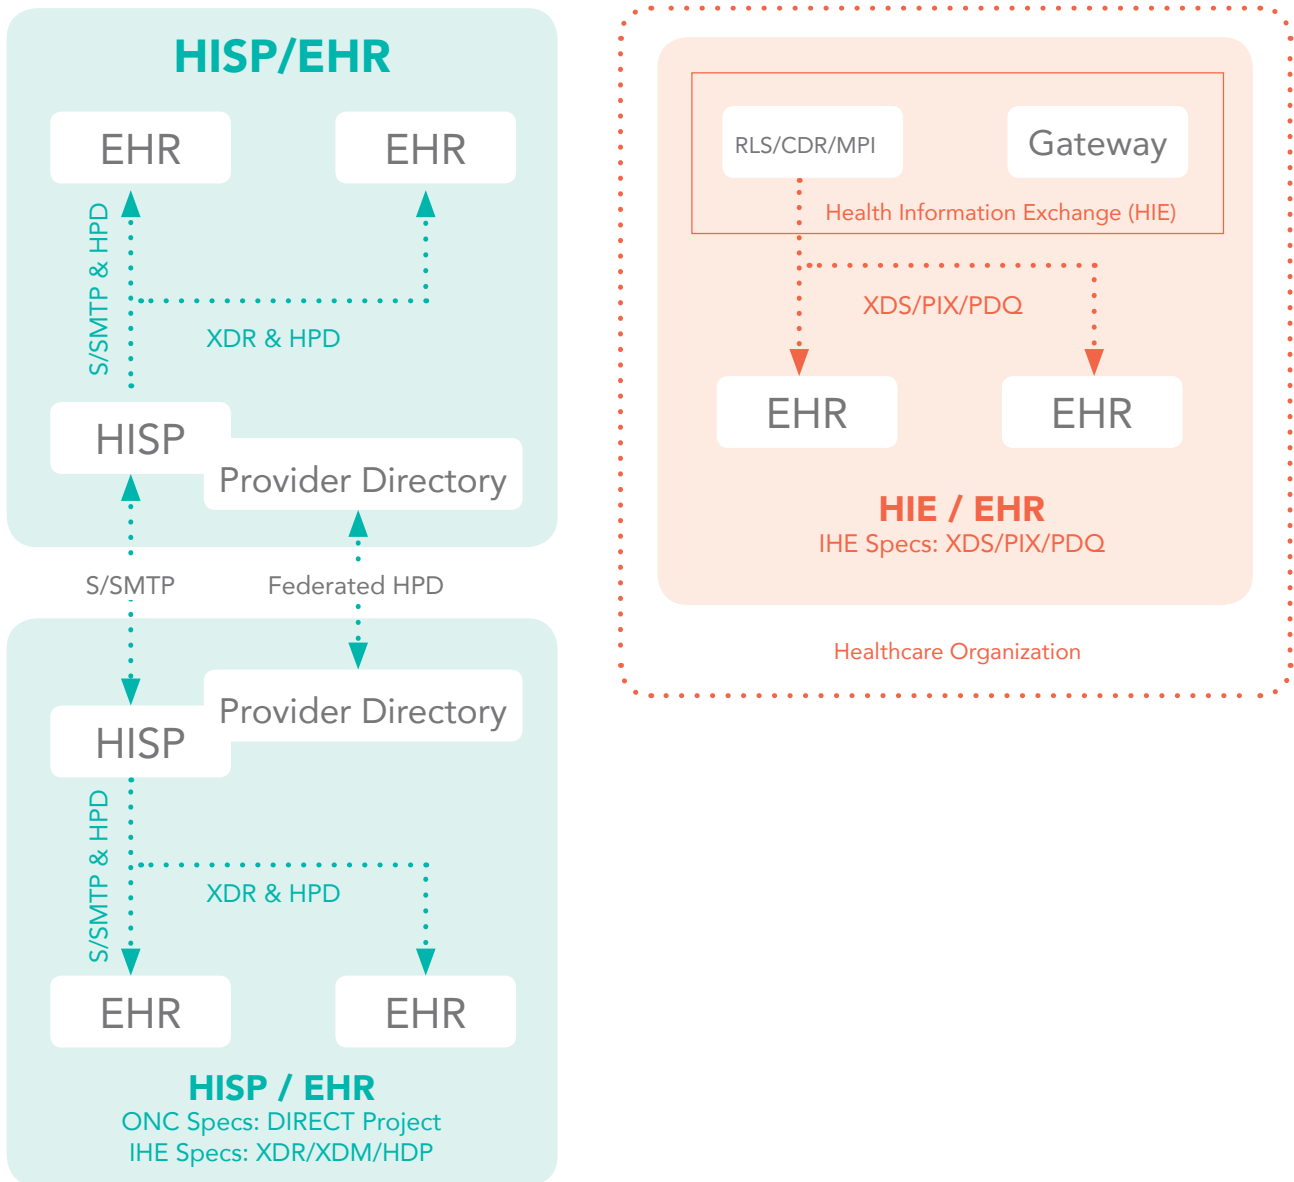 HISP/EHR
EHR
EHR
S/SMTP & HPD
XDR & HPD
HISP
Provider Directory
S/SMTP
Federated HPD
Provider Directory
HISP
S/SMTP & HPD
XDR & HPD
EHR
EHR
HISP / EHR
ONC Specs: DIRECT Project
IHE Specs: XDR/XDM/HDP
RLS/CDR/MPI
Gateway
Health Information Exchange (HIE)
XDS/PIX/PDQ
EHR
EHR
HIE / EHR
IHE Specs: XDS/PIX/PDQ
Healthcare Organization